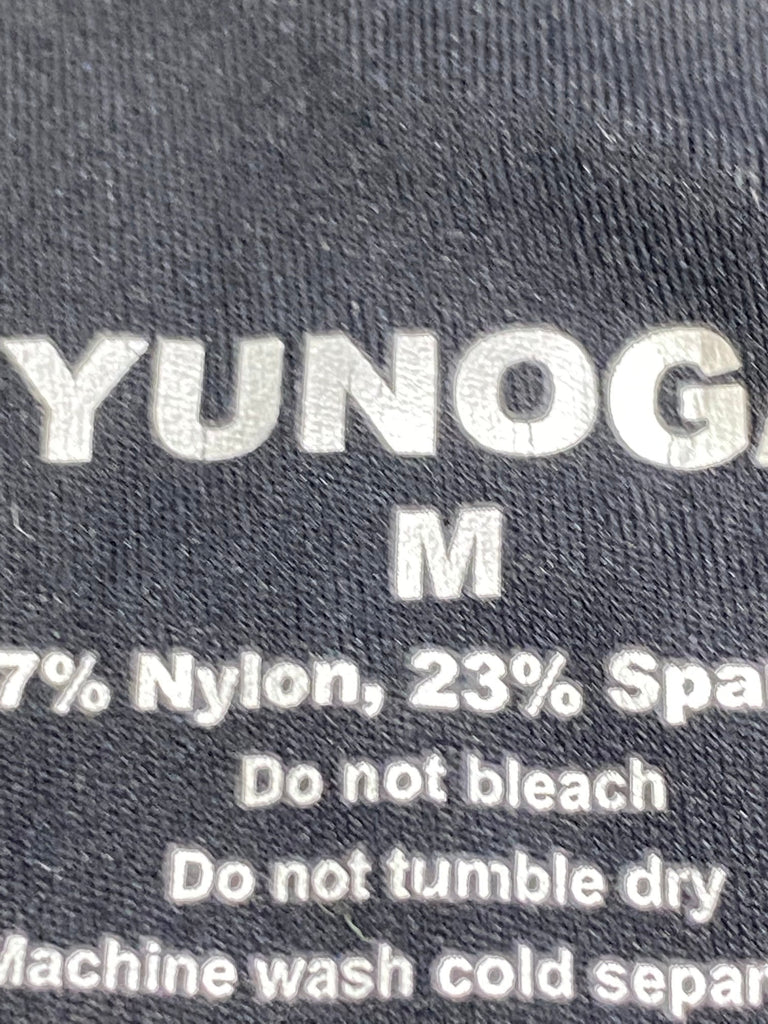 YUNOG
M
7% Nylon, 23% Spa
Do not bleach
Do not tumble dry
Machine wash cold separ